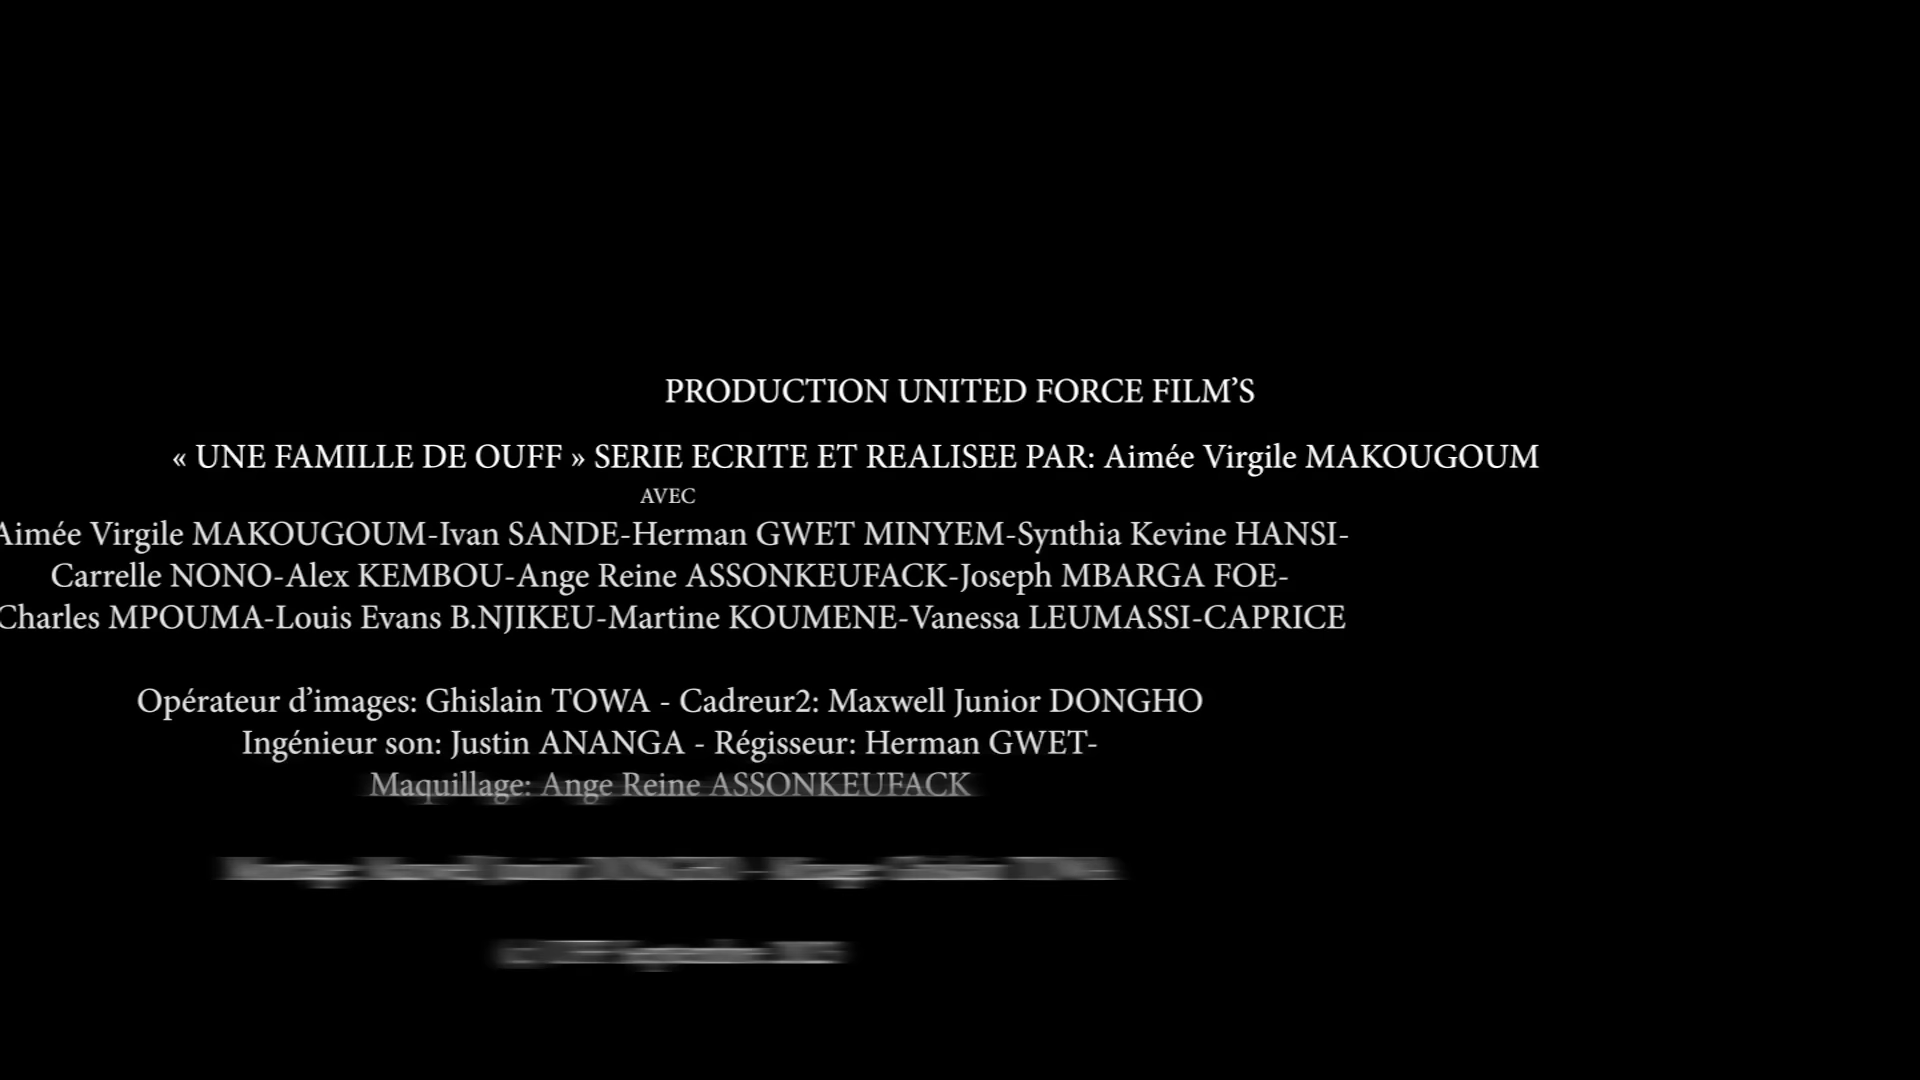 PRODUCTION UNITED FORCE FILM’S
« UNE FAMILLE DE OUFF » SERIE ECRITE ET REALISEE PAR: Aimée Virgile MAKOUGOUM
AVEC
Aimée Virgile MAKOUGOUM-Ivan SANDE-Herman GWET MINYEM-Synthia Kevine HANSI-
Carrelle NONO-Alex KEMBOU-Ange Reine ASSONKEUFACK-Joseph MBARGA FOE-
Charles MPOUMA-Louis Evans B.NJIKEU-Martine KOUMENE-Vanessa LEUMASSI-CAPRICE
Opérateur d’images: Ghislain TOWA - Cadreur2: Maxwell Junior DONGHO
Ingénieur son: Justin ANANGA - Régisseur: Herman GWET-
Maquillage: Ange Reine ASSONKEUFACK